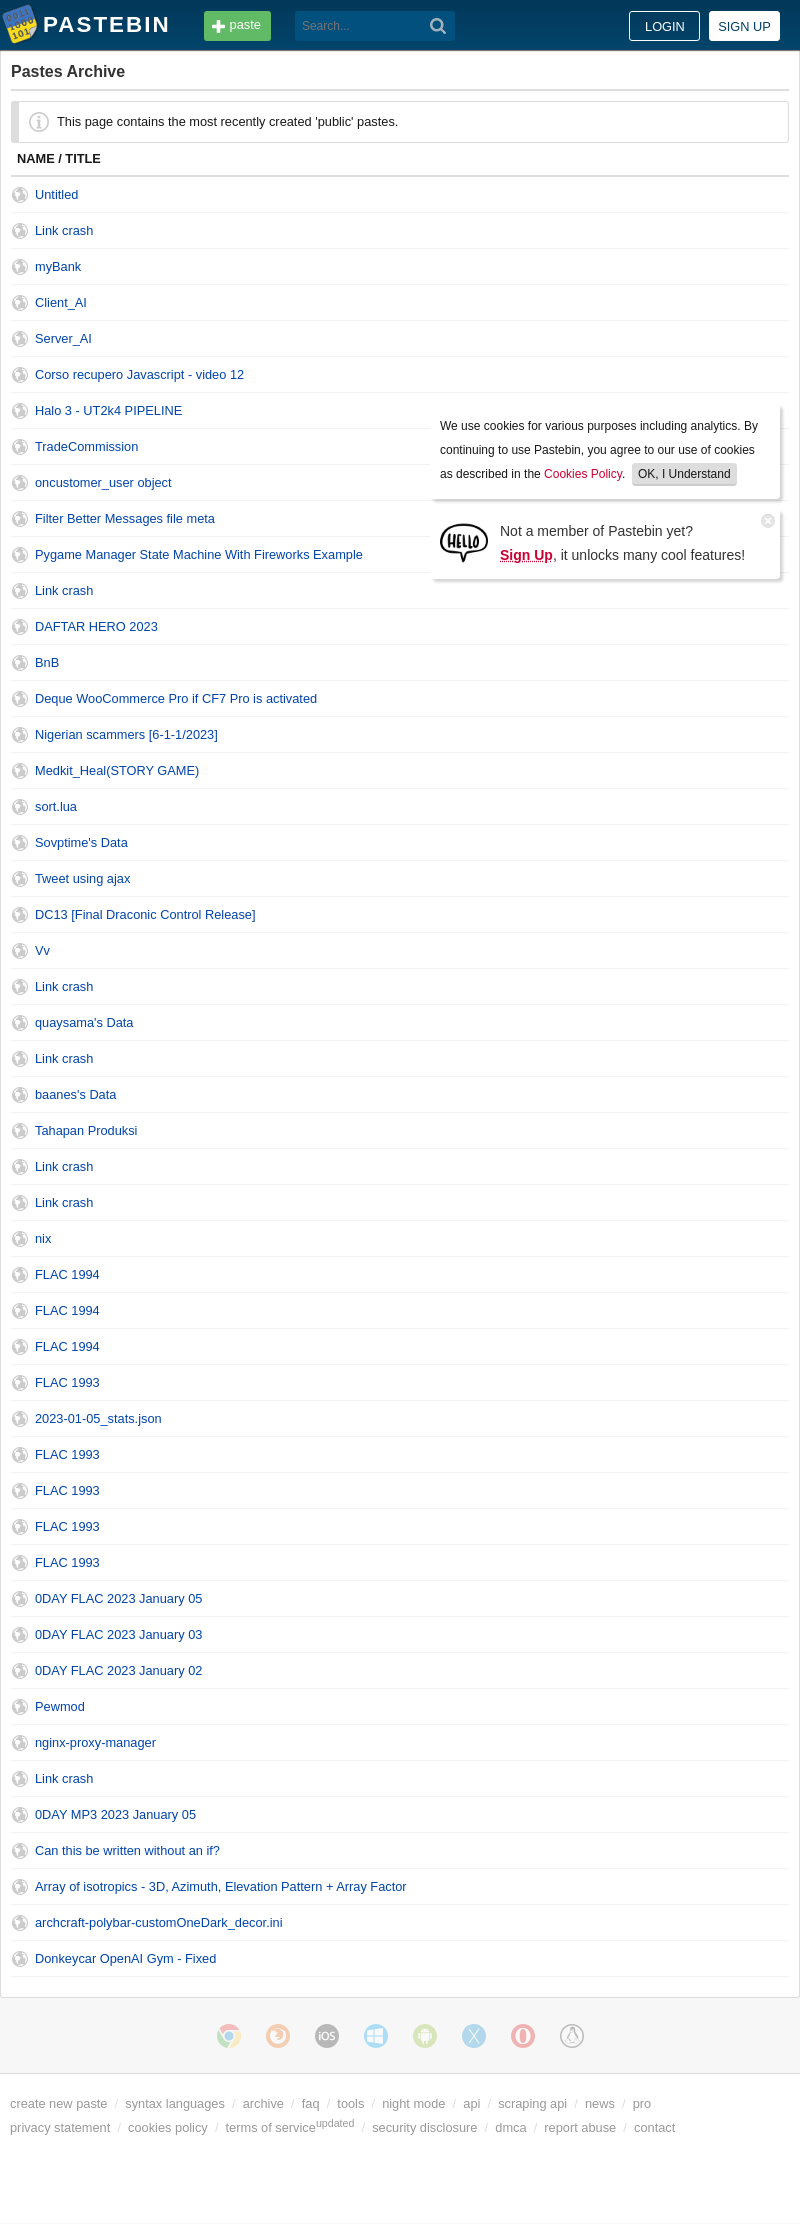 PASTEBIN paste Search... LOGIN SIGN UP
Pastes Archive
This page contains the most recently created 'public' pastes.
NAME / TITLE
Untitled
Link crash
myBank
Client_AI
Server_AI
Corso recupero Javascript - video 12
Halo 3 - UT2k4 PIPELINE
TradeCommission
oncustomer_user object
Filter Better Messages file meta
Pygame Manager State Machine With Fireworks Example
We use cookies for various purposes including analytics. By
continuing to use Pastebin, you agree to our use of cookies
as described in the Cookies Policy. OK, I Understand
HELLO
Not a member of Pastebin yet?
Sign Up, it unlocks many cool features!
Link crash
DAFTAR HERO 2023
BnB
Deque WooCommerce Pro if CF7 Pro is activated
Nigerian scammers [6-1-1/2023]
Medkit_Heal(STORY GAME)
sort.lua
Sovptime's Data
Tweet using ajax
DC13 [Final Draconic Control Release]
Vv
Link crash
quaysama's Data
Link crash
baanes's Data
Tahapan Produksi
Link crash
Link crash
nix
FLAC 1994
FLAC 1994
FLAC 1994
FLAC 1993
2023-01-05_stats.json
FLAC 1993
FLAC 1993
FLAC 1993
FLAC 1993
0DAY FLAC 2023 January 05
0DAY FLAC 2023 January 03
0DAY FLAC 2023 January 02
Pewmod
nginx-proxy-manager
Link crash
0DAY MP3 2023 January 05
Can this be written without an if?
Array of isotropics - 3D, Azimuth, Elevation Pattern + Array Factor
archcraft-polybar-customOneDark_decor.ini
Donkeycar OpenAI Gym - Fixed
iOS
create new paste / syntax languages / archive / faq / tools / night mode / api / scraping api / news / pro
privacy statement / cookies policy / terms of service updated / security disclosure / dmca / report abuse / contact